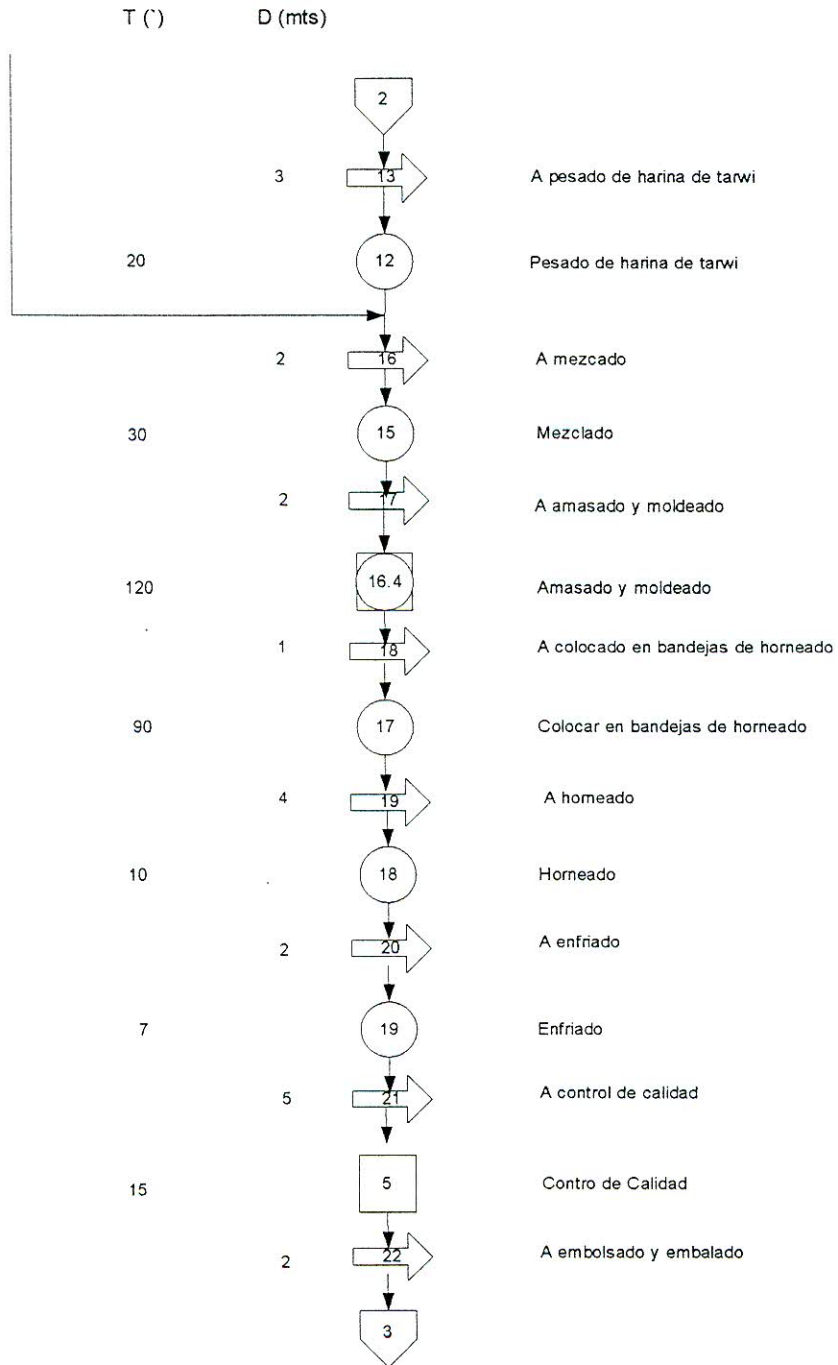 T (`) D (mts)
2
3 13 A pesado de harina de tarwi
20 12 Pesado de harina de tarwi
2 16 A mezcado
30 15 Mezclado
2 17 A amasado y moldeado
120 16.4 Amasado y moldeado
1 18 A colocado en bandejas de horneado
90 17 Colocar en bandejas de horneado
4 19 A horneado
10 18 Horneado
2 20 A enfriado
7 19 Enfriado
5 21 A control de calidad
15 5 Contro de Calidad
2 22 A embolsado y embalado
3